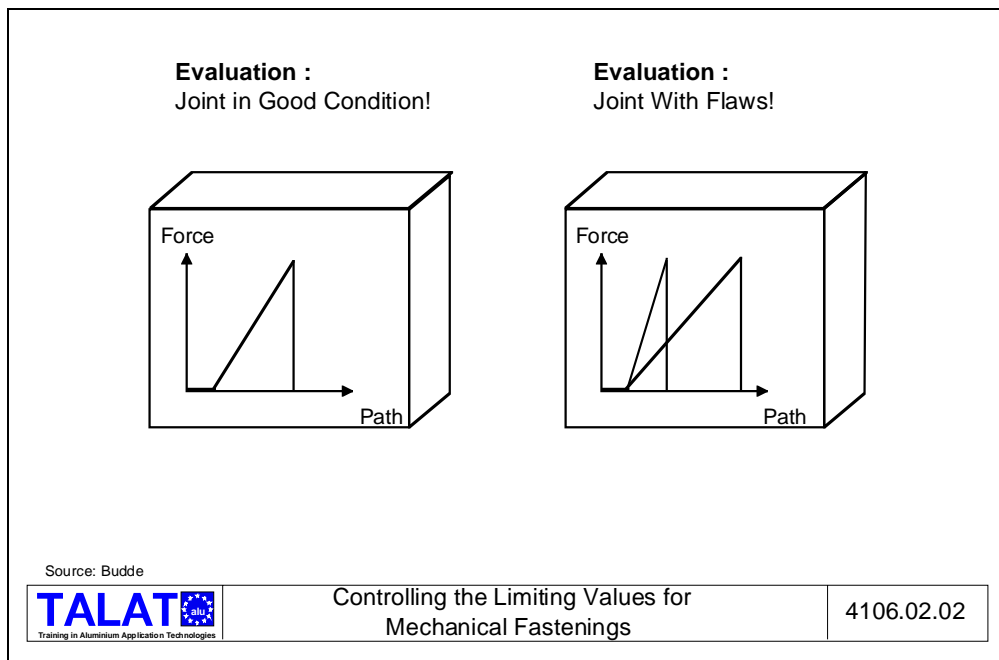 Evaluation :
Joint in Good Condition!
Evaluation :
Joint With Flaws!
Force
Path
Force
Path
Source: Budde
TALAT
alu
Training in Aluminium Application Technologies
Controlling the Limiting Values for
Mechanical Fastenings
4106.02.02